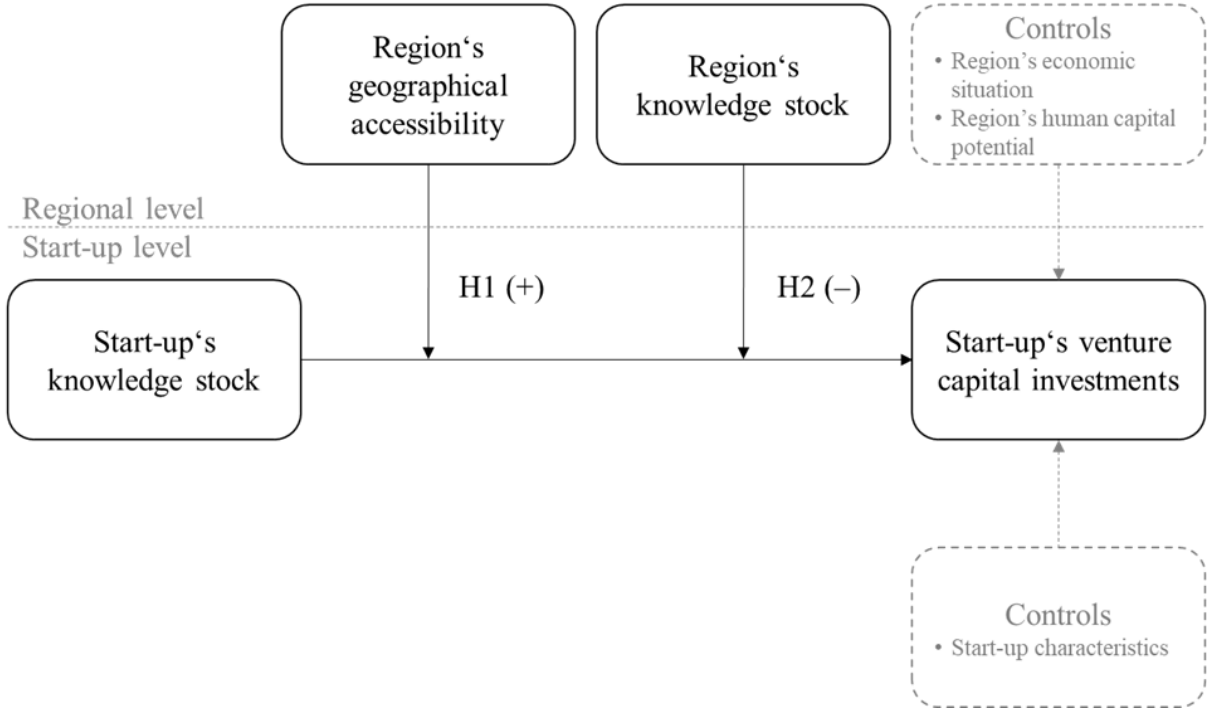 Region‘s
geographical
accessibility
Region‘s
knowledge stock
Controls
• Region’s economic
situation
• Region’s human capital
potential
Regional level
Start-up level
H1 (+)
H2 (–)
Start-up‘s
knowledge stock
Start-up‘s venture
capital investments
Controls
• Start-up characteristics